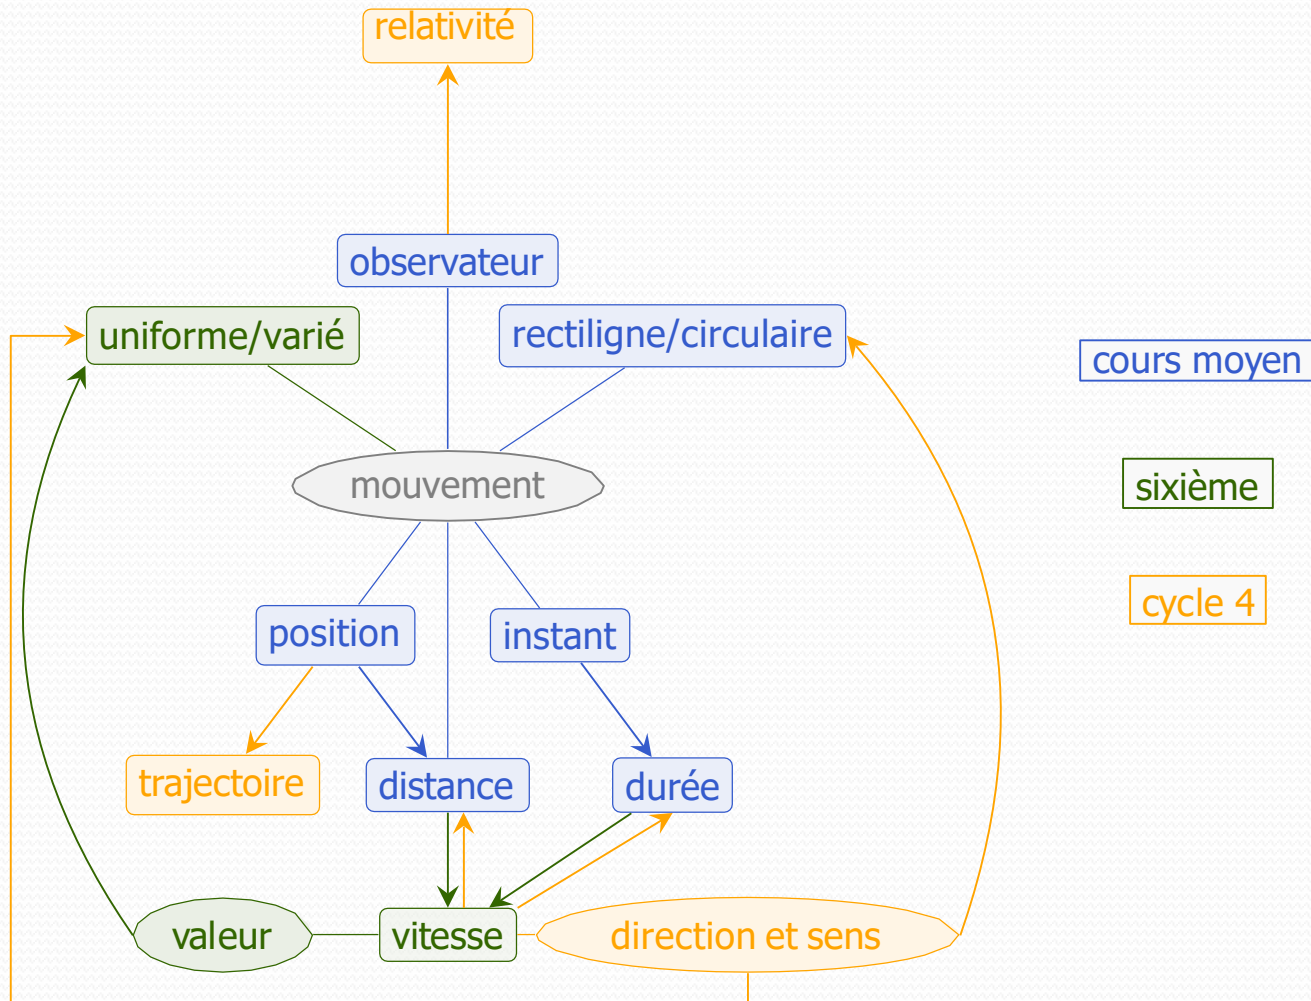 relativité
observateur
uniforme/varié
rectiligne/circulaire
cours moyen
mouvement
sixième
cycle 4
position
instant
trajectoire
distance
durée
valeur
vitesse
direction et sens